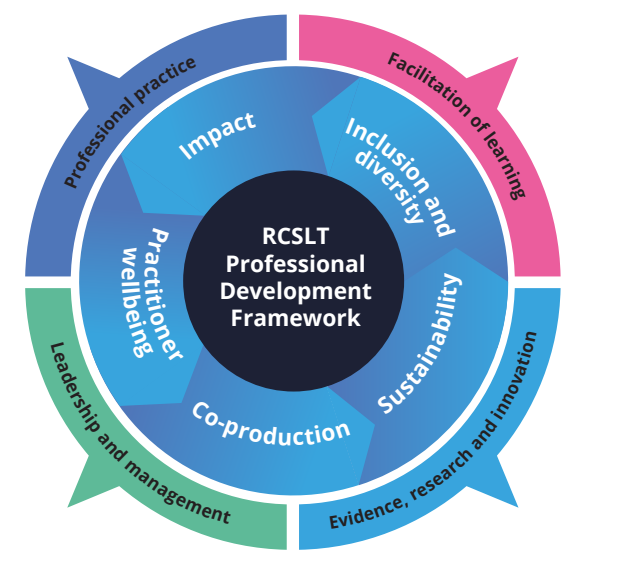 Professional practice
Facilitation of learning
Impact
Inclusion and
diversity
RCSLT
Professional
Development
Framework
Practitioner
wellbeing
Sustainability
Co-production
Leadership and management
Evidence, research and innovation